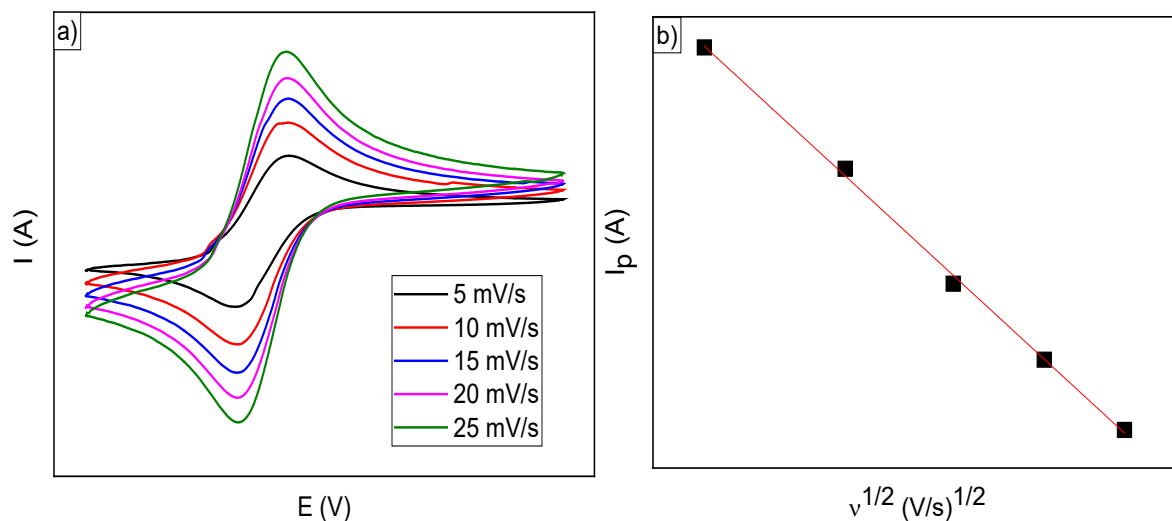 a)
I (A)
5 mV/s
10 mV/s
15 mV/s
20 mV/s
25 mV/s
E (V)
b)
Ip (A)
ν1/2 (V/s)1/2